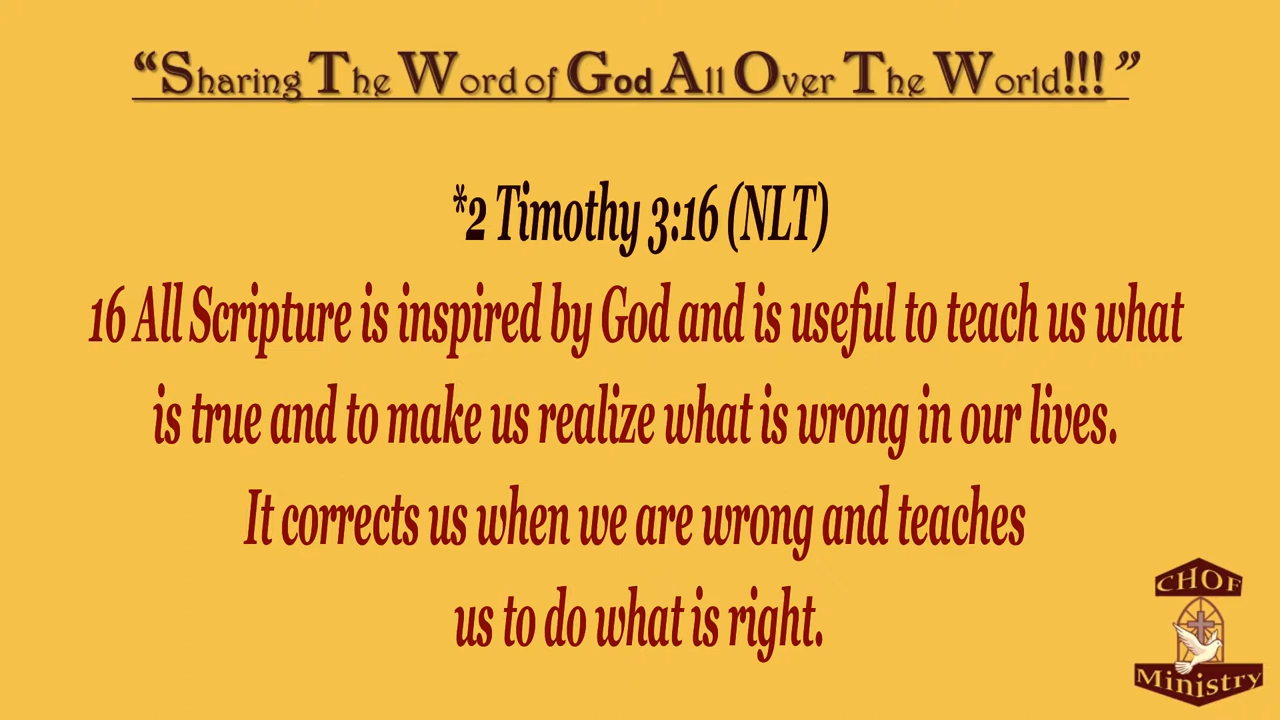 “Sharing The Word of God All Over The World!!!”
*2 Timothy 3:16 (NLT)
16 All Scripture is inspired by God and is useful to teach us what
is true and to make us realize what is wrong in our lives.
It corrects us when we are wrong and teaches
us to do what is right.
CHOF
Ministry